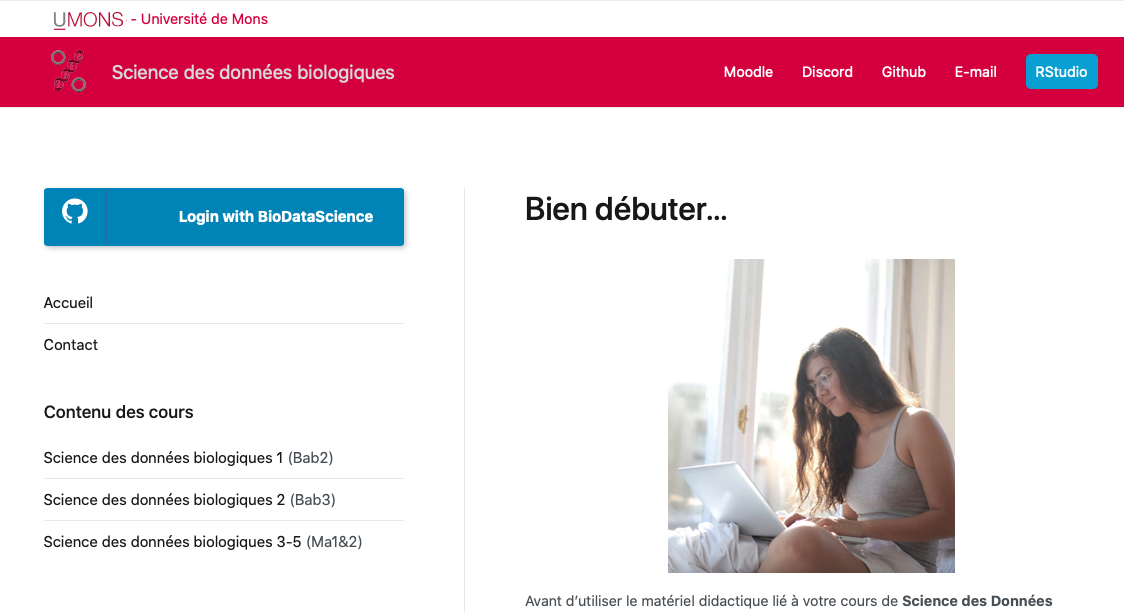 UMONS - Université de Mons
Science des données biologiques
Moodle Discord Github E-mail RStudio
Login with BioDataScience
Accueil
Contact
Contenu des cours
Science des données biologiques 1 (Bab2)
Science des données biologiques 2 (Bab3)
Science des données biologiques 3-5 (Ma1&2)
Bien débuter...
Avant d'utiliser le matériel didactique lié à votre cours de Science des Données